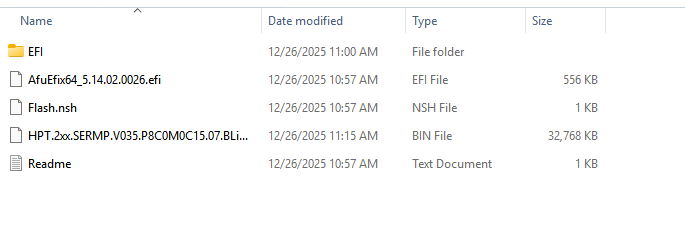 Name Date modified Type Size
EFI 12/26/2025 11:00 AM File folder
AfuEfix64_5.14.02.0026.efi 12/26/2025 10:57 AM EFI File 556 KB
Flash.nsh 12/26/2025 10:57 AM NSH File 1 KB
HPT.2xx.SERMP.V035.P8C0M0C15.07.BLi... 12/26/2025 11:15 AM BIN File 32,768 KB
Readme 12/26/2025 10:57 AM Text Document 1 KB